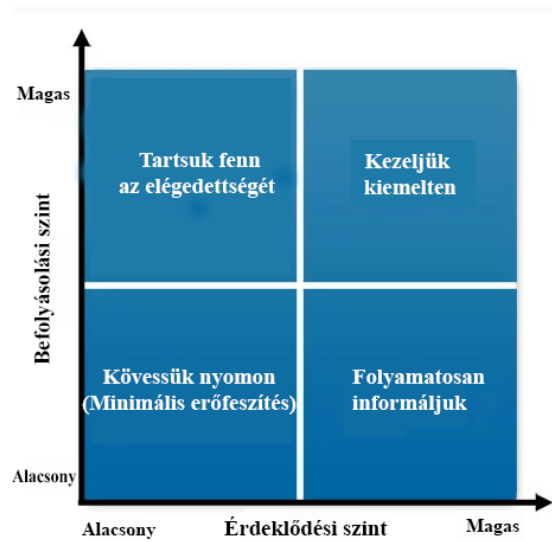 Magas
Tartsuk fenn
az elégedettségét
Kezeljük
kiemelten
Befolyásolási szint
Kövessük nyomon
(Minimális erőfeszítés)
Folyamatosan
informáljuk
Alacsony
Alacsony
Érdeklődési szint
Magas